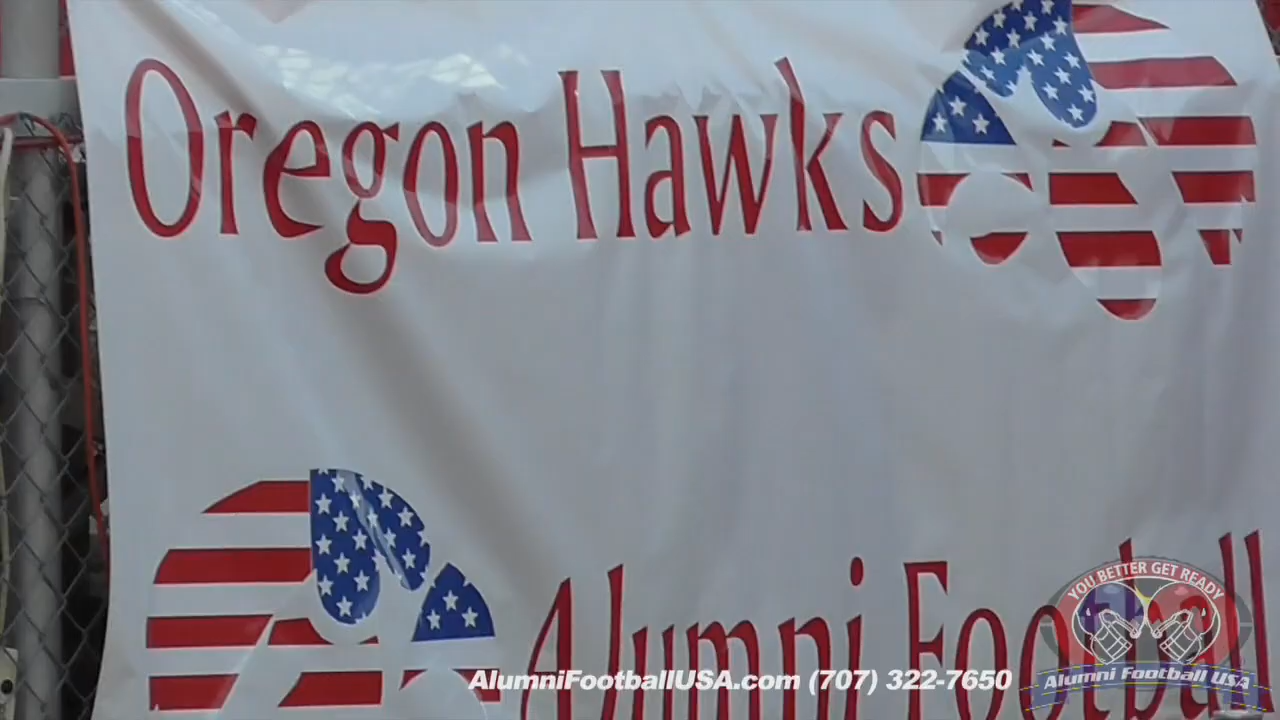 Oregon Hawks
Alumni Football
YOU BETTER GET READY
Alumni Football USA
AlumniFootballUSA.com (707) 322-7650